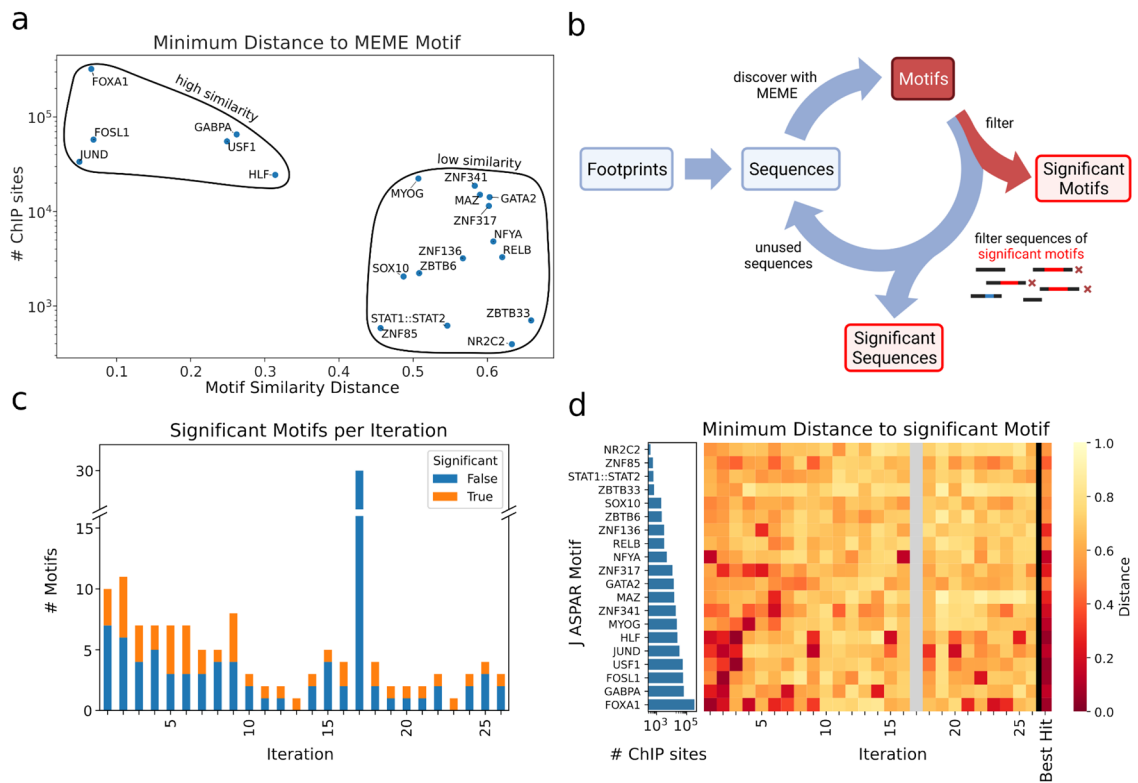 a
Minimum Distance to MEME Motif
# ChIP sites
10^5
10^4
10^3
high similarity
FOXA1
FOSL1
GABPA
USF1
JUND
HLF
low similarity
MYOG
ZNF341
MAZ
GATA2
ZNF317
NFYA
ZNF136
RELB
SOX10
ZBTB6
STAT1::STAT2
ZBTB33
ZNF85
NR2C2
0.1 0.2 0.3 0.4 0.5 0.6
Motif Similarity Distance
b
discover with
MEME
Motifs
filter
Footprints
Sequences
Significant
Motifs
unused
sequences
filter sequences of
significant motifs
Significant
Sequences
c
Significant Motifs per Iteration
Significant
False
True
# Motifs
30
15
10
5
0
5 10 15 20 25
Iteration
d
Minimum Distance to significant Motif
J ASPAR Motif
NR2C2
ZNF85
STAT1::STAT2
ZBTB33
SOX10
ZBTB6
ZNF136
RELB
NFYA
ZNF317
GATA2
MAZ
ZNF341
MYOG
HLF
JUND
USF1
FOSL1
GABPA
FOXA1
10^3 10^5
# ChIP sites
5 10 15 20 25
Iteration
Best Hit
1.0
0.8
0.6
0.4
0.2
0.0
Distance